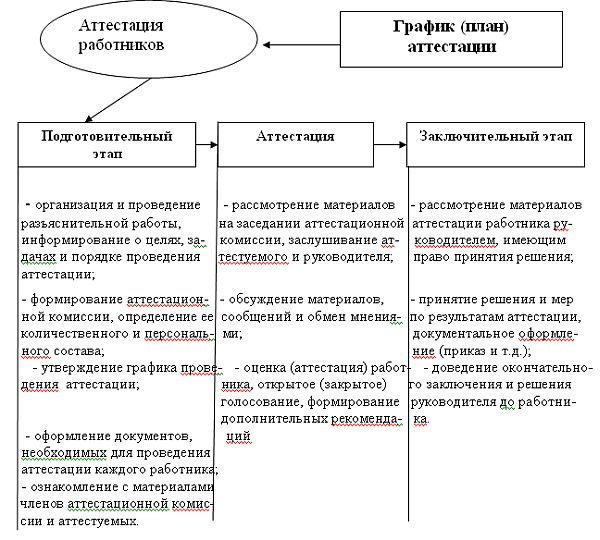 Аттестация
работников
График (план)
аттестации
Подготовительный
этап
Аттестация
Заключительный этап
- организация и проведение
разъяснительной работы,
информирование о целях, за-
дачах и порядке проведения
аттестации;
- формирование аттестацион-
ной комиссии, определение ее
количественного и персональ-
ного состава;
- утверждение графика прове-
дения аттестации;
- оформление документов,
необходимых для проведения
аттестации каждого работника;
- ознакомление с материалами
членов аттестационной комис-
сии и аттестуемых.
- рассмотрение материалов
на заседании аттестационной
комиссии, заслушивание ат-
тестуемого и руководителя;
- обсуждение материалов,
сообщений и обмен мнения-
ми;
- оценка (аттестация) работ-
ника, открытое (закрытое)
голосование, формирование
дополнительных рекоменда-
ций
- рассмотрение материалов
аттестации работника ру-
ководителем, имеющим
право принятия решения;
- принятие решения и мер
по результатам аттестации,
документальное оформле-
ние (приказ и т.д.);
- доведение окончательно-
го заключения и решения
руководителя до работни-
ка.